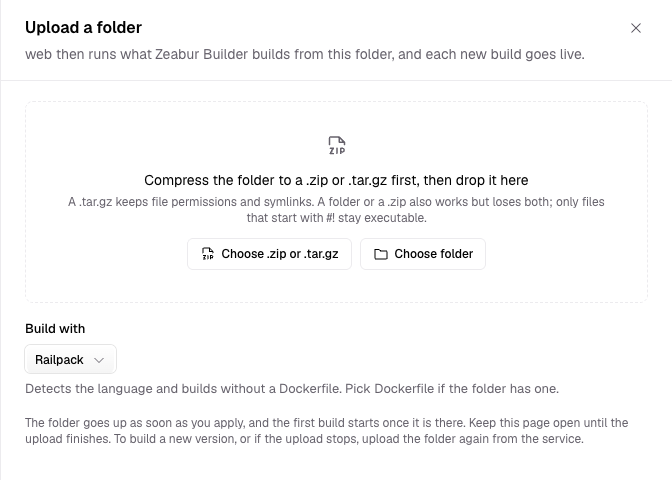 Upload a folder
web then runs what Zeabur Builder builds from this folder, and each new build goes live.
ZIP
Compress the folder to a .zip or .tar.gz first, then drop it here
A .tar.gz keeps file permissions and symlinks. A folder or a .zip also works but loses both; only files
that start with #! stay executable.
ZIP Choose .zip or .tar.gz
Choose folder
Build with
Railpack
Detects the language and builds without a Dockerfile. Pick Dockerfile if the folder has one.
The folder goes up as soon as you apply, and the first build starts once it is there. Keep this page open until the
upload finishes. To build a new version, or if the upload stops, upload the folder again from the service.